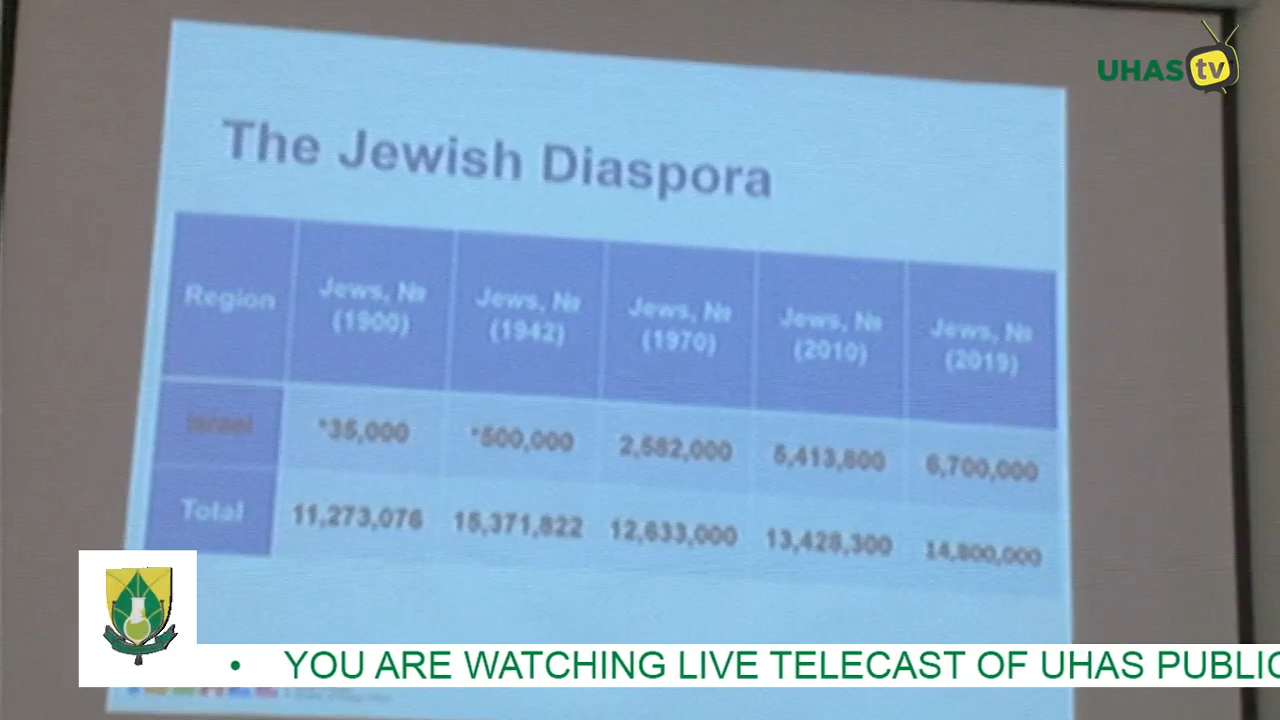 UHAS tv
The Jewish Diaspora
Region Jews, № (1900) Jews, № (1942) Jews, № (1970) Jews, № (2010) Jews, № (2019)
Israel *35,000 *500,000 2,582,000 5,413,800 6,700,000
Total 11,273,076 15,371,822 12,633,000 13,428,300 14,800,000
• YOU ARE WATCHING LIVE TELECAST OF UHAS PUBLIC